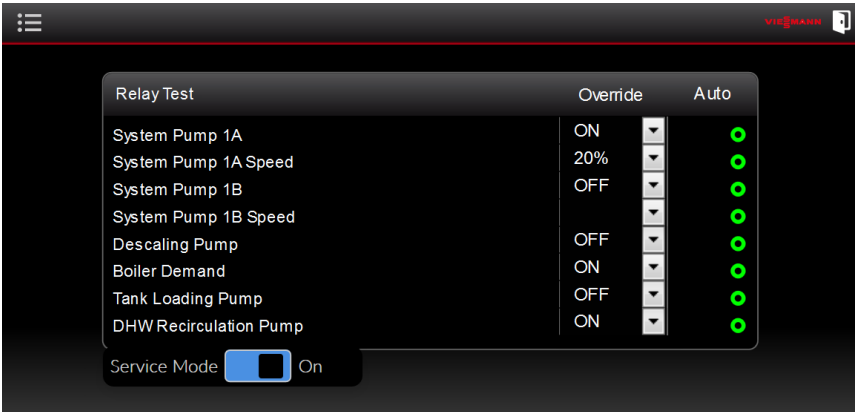 VIESMANN
Relay Test Override Auto
System Pump 1A ON
System Pump 1A Speed 20%
System Pump 1B OFF
System Pump 1B Speed
Descaling Pump OFF
Boiler Demand ON
Tank Loading Pump OFF
DHW Recirculation Pump ON
Service Mode On